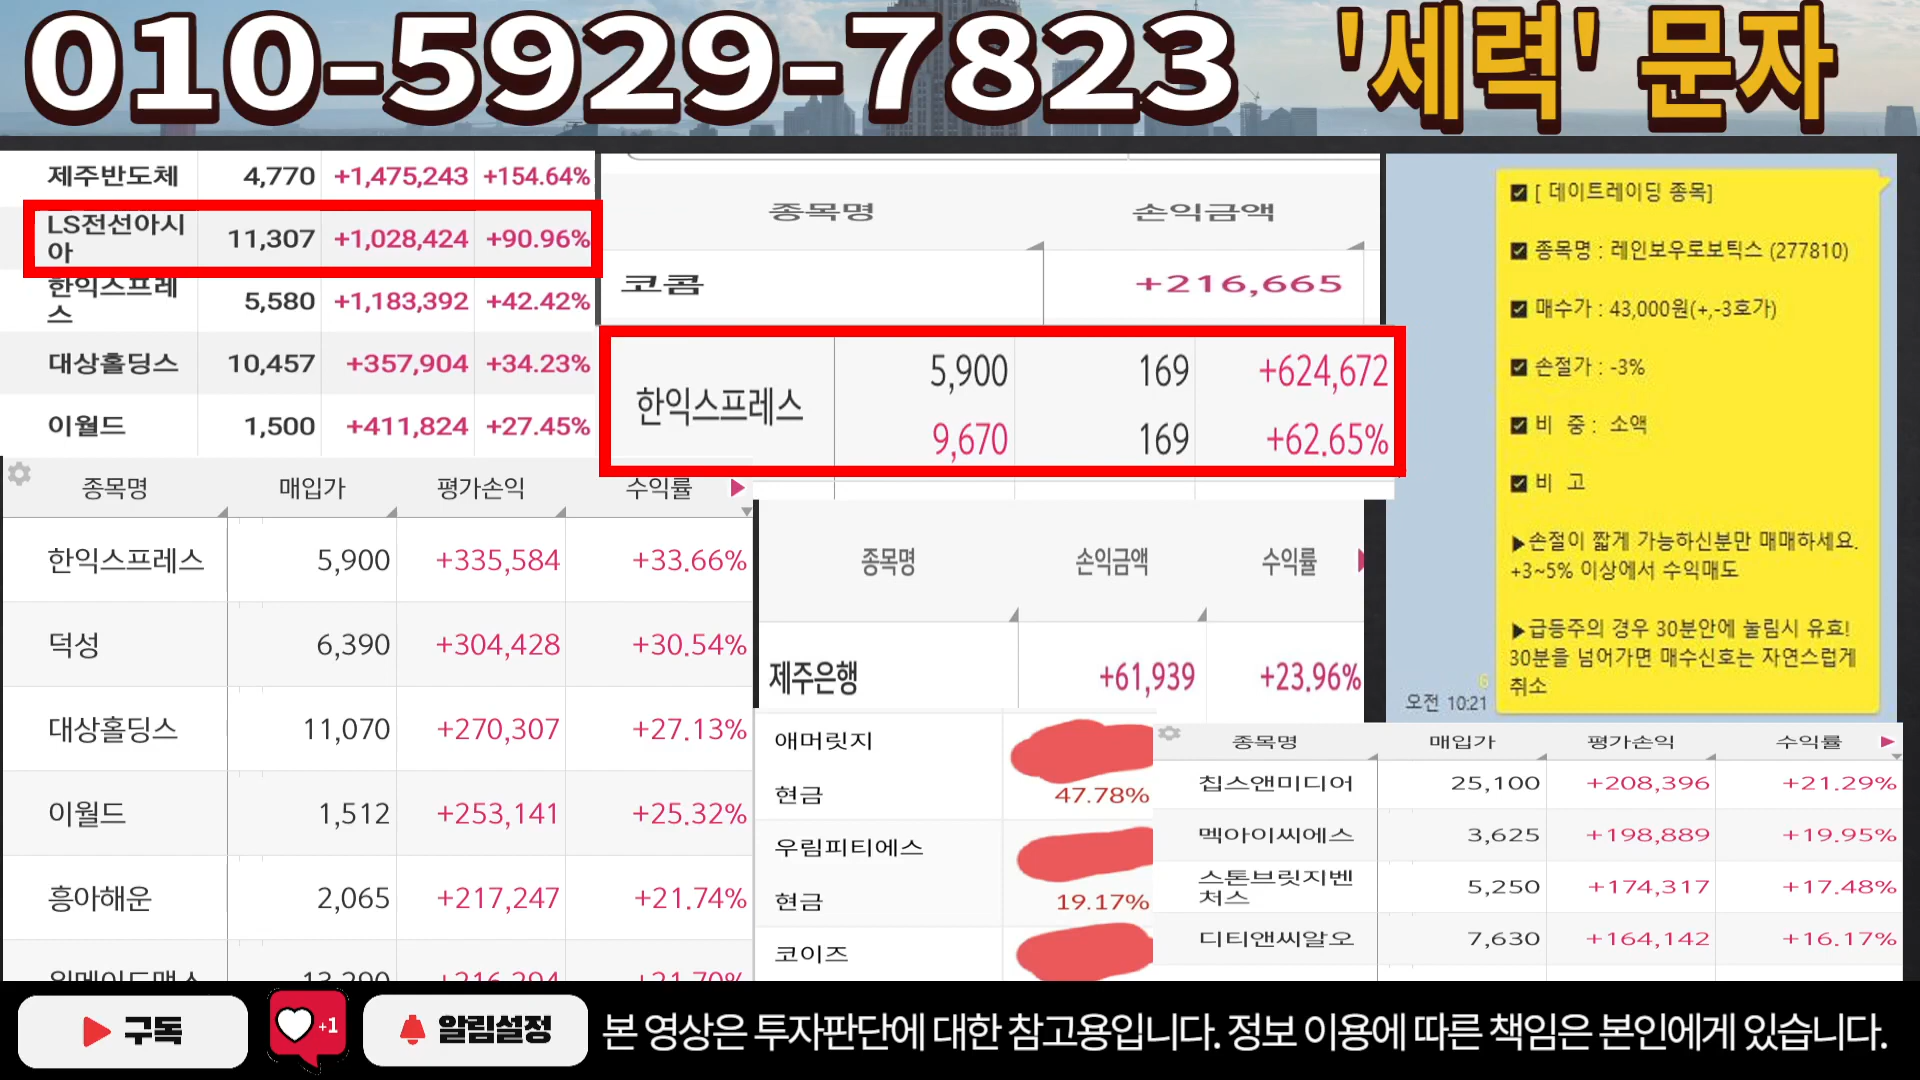 010-5929-7823 '세력' 문자
제주반도체 4,770 +1,475,243 +154.64%
LS전선아시아 11,307 +1,028,424 +90.96%
한익스프레스 5,580 +1,183,392 +42.42%
대상홀딩스 10,457 +357,904 +34.23%
이월드 1,500 +411,824 +27.45%
종목명 손익금액
코콤 +216,665
한익스프레스 5,900 169 +624,672
9,670 169 +62.65%
[ 데이트레이딩 종목]
종목명 : 레인보우로보틱스 (277810)
매수가 : 43,000원(+,-3호가)
손절가 : -3%
비 중 : 소액
비 고
▶손절이 짧게 가능하신분만 매매하세요.
+3~5% 이상에서 수익매도
▶급등주의 경우 30분안에 눌림시 유효!
30분을 넘어가면 매수신호는 자연스럽게
취소
6
오전 10:21
종목명 매입가 평가손익 수익률
한익스프레스 5,900 +335,584 +33.66%
덕성 6,390 +304,428 +30.54%
대상홀딩스 11,070 +270,307 +27.13%
이월드 1,512 +253,141 +25.32%
흥아해운 2,065 +217,247 +21.74%
위메이드맥스 13,290 +216,294 +21.70%
종목명 손익금액 수익률
제주은행 +61,939 +23.96%
애머릿지
현금 47.78%
우림피티에스
현금 19.17%
코이즈
종목명 매입가 평가손익 수익률
칩스앤미디어 25,100 +208,396 +21.29%
멕아이씨에스 3,625 +198,889 +19.95%
스톤브릿지벤처스 5,250 +174,317 +17.48%
디티앤씨알오 7,630 +164,142 +16.17%
구독 +1 알림설정 본 영상은 투자판단에 대한 참고용입니다. 정보 이용에 따른 책임은 본인에게 있습니다.